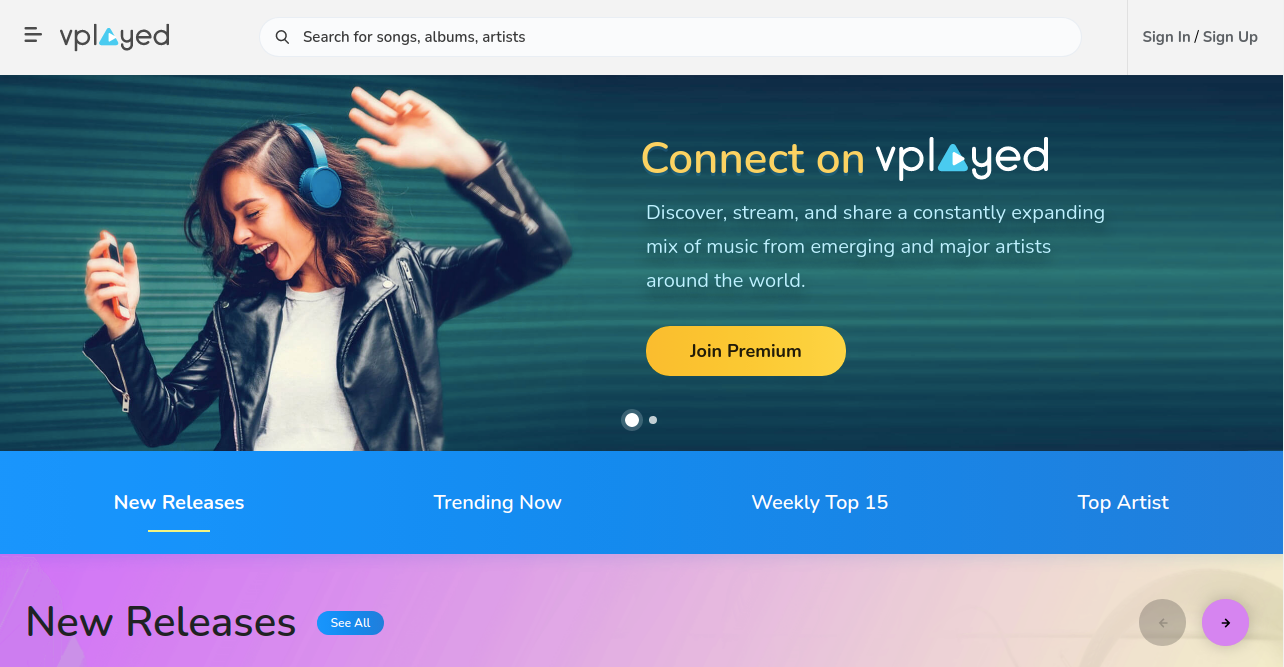 vplayed
Search for songs, albums, artists
Sign In / Sign Up
Connect on vplayed
Discover, stream, and share a constantly expanding
mix of music from emerging and major artists
around the world.
Join Premium
New Releases
Trending Now
Weekly Top 15
Top Artist
New Releases
See All